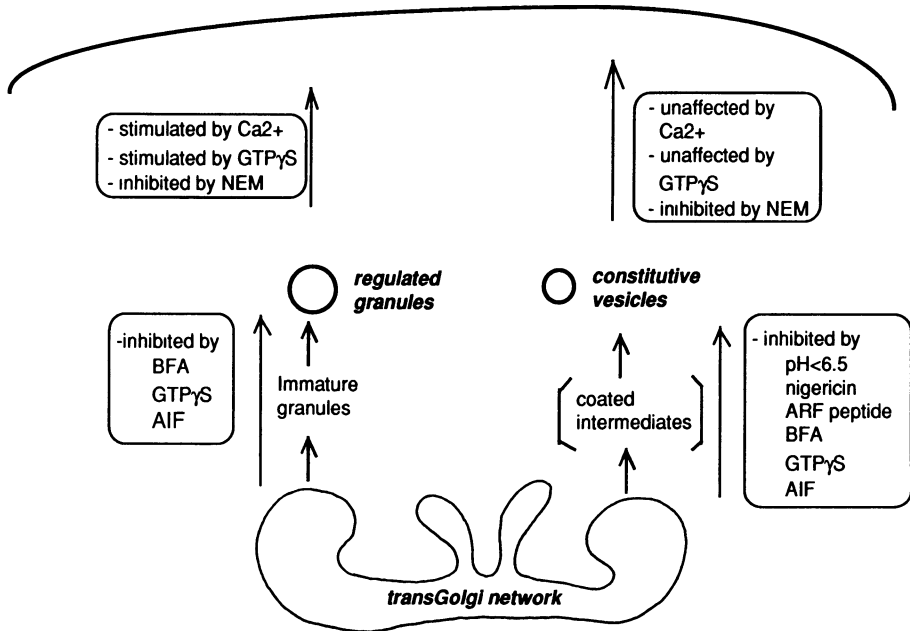 - stimulated by Ca2+
- stimulated by GTPγS
- inhibited by NEM
- unaffected by
Ca2+
- unaffected by
GTPγS
- inhibited by NEM
regulated
granules
constitutive
vesicles
-inhibited by
BFA
GTPγS
AIF
Immature
granules
coated
intermediates
- inhibited by
pH<6.5
nigericin
ARF peptide
BFA
GTPγS
AIF
transGolgi network